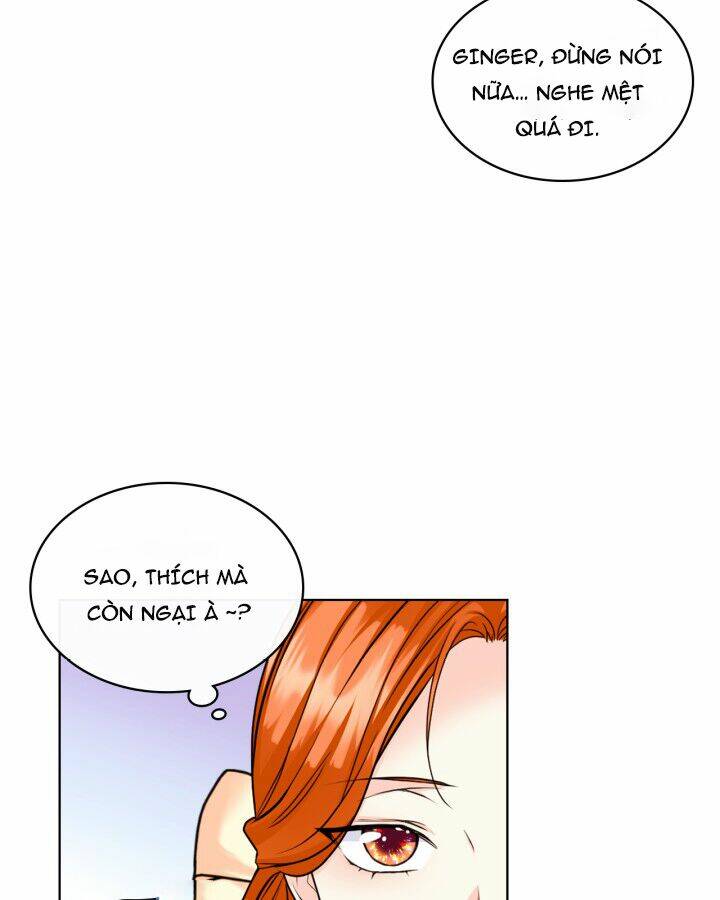 GINGER, ĐỪNG NÓI
NỮA... NGHE MỆT
QUÁ ĐI.
SAO, THÍCH MÀ
CÒN NGẠI À ~?